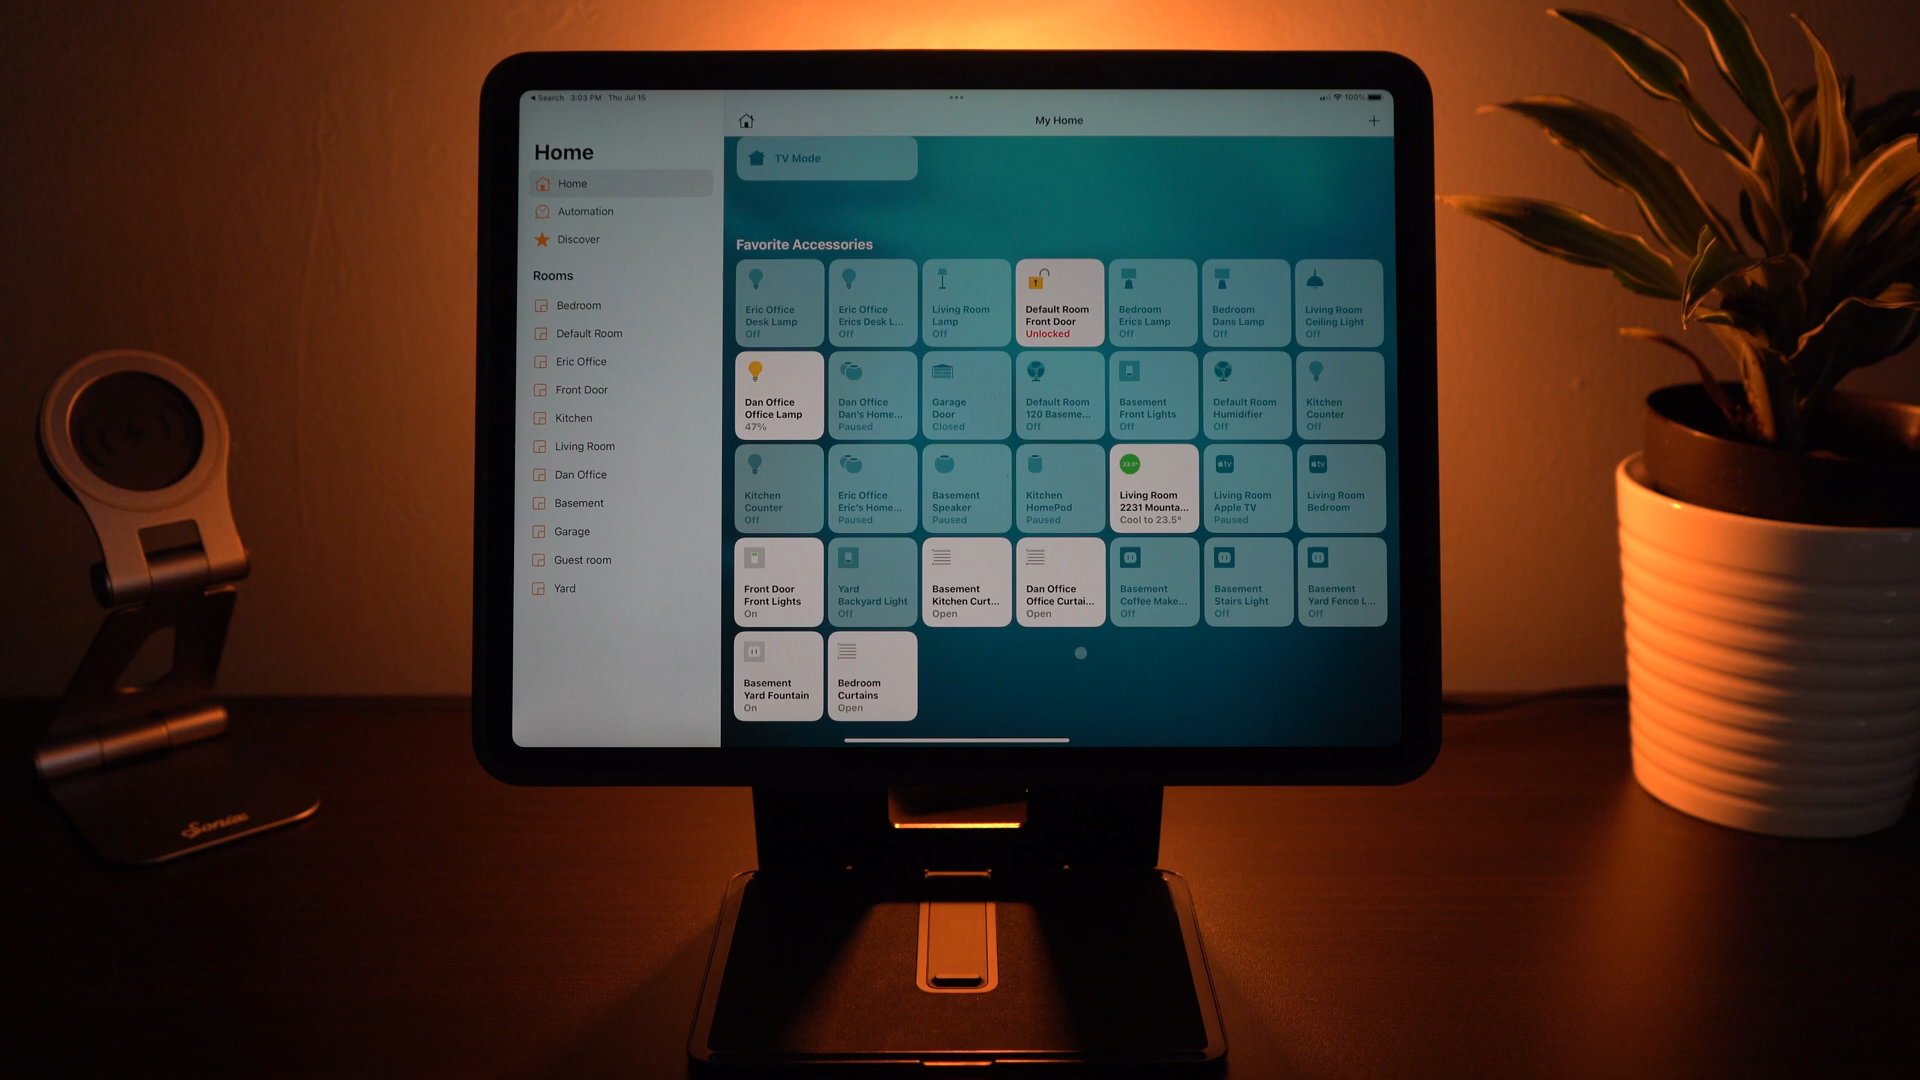 ◀ Search 3:03 PM Thu Jul 15
100%
Home
Home
Automation
Discover
Rooms
Bedroom
Default Room
Eric Office
Front Door
Kitchen
Living Room
Dan Office
Basement
Garage
Guest room
Yard
My Home
TV Mode
Favorite Accessories
Eric Office
Desk Lamp
Off
Eric Office
Erics Desk L...
Off
Living Room
Lamp
Off
Default Room
Front Door
Unlocked
Bedroom
Erics Lamp
Off
Bedroom
Dans Lamp
Off
Living Room
Ceiling Light
Off
Dan Office
Office Lamp
47%
Dan Office
Dan's Home...
Paused
Garage
Door
Closed
Default Room
120 Baseme...
Off
Basement
Front Lights
Off
Default Room
Humidifier
Off
Kitchen
Counter
Off
Kitchen
Counter
Off
Eric Office
Eric's Home...
Paused
Basement
Speaker
Paused
Kitchen
HomePod
Paused
23.5°
Living Room
2231 Mounta...
Cool to 23.5°
tv
Living Room
Apple TV
Paused
tv
Living Room
Bedroom
Front Door
Front Lights
On
Yard
Backyard Light
Off
Basement
Kitchen Curt...
Open
Dan Office
Office Curtai...
Open
Basement
Coffee Make...
Off
Basement
Stairs Light
Off
Basement
Yard Fence L...
Off
Basement
Yard Fountain
On
Bedroom
Curtains
Open